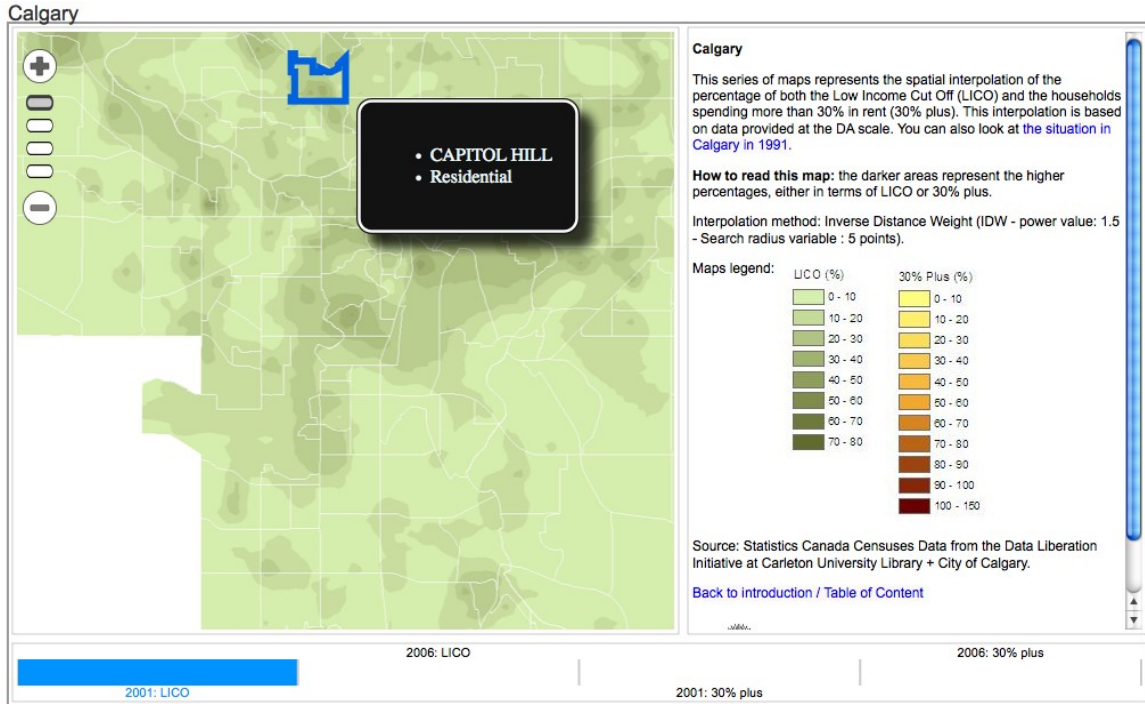 Calgary
CAPITOL HILL
Residential
Calgary
This series of maps represents the spatial interpolation of the
percentage of both the Low Income Cut Off (LICO) and the households
spending more than 30% in rent (30% plus). This interpolation is based
on data provided at the DA scale. You can also look at the situation in
Calgary in 1991.
How to read this map: the darker areas represent the higher
percentages, either in terms of LICO or 30% plus.
Interpolation method: Inverse Distance Weight (IDW - power value: 1.5
- Search radius variable : 5 points).
Maps legend:
LICO (%)
0 - 10
10 - 20
20 - 30
30 - 40
40 - 50
50 - 60
60 - 70
70 - 80
30% Plus (%)
0 - 10
10 - 20
20 - 30
30 - 40
40 - 50
50 - 60
60 - 70
70 - 80
80 - 90
90 - 100
100 - 150
Source: Statistics Canada Censuses Data from the Data Liberation
Initiative at Carleton University Library + City of Calgary.
Back to introduction / Table of Content
2006: LICO
2006: 30% plus
2001: LICO
2001: 30% plus